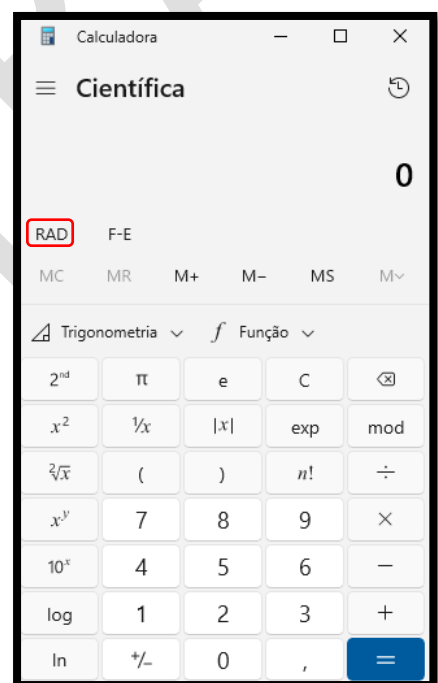 Calculadora
Científica
0
RAD F-E
MC MR M+ M− MS M
Trigonometria f Função
2ⁿᵈ π e C
x² ¹/x |x| exp mod
²√x ( ) n! ÷
xʸ 7 8 9 ×
10ˣ 4 5 6 −
log 1 2 3 +
ln +/− 0 , =